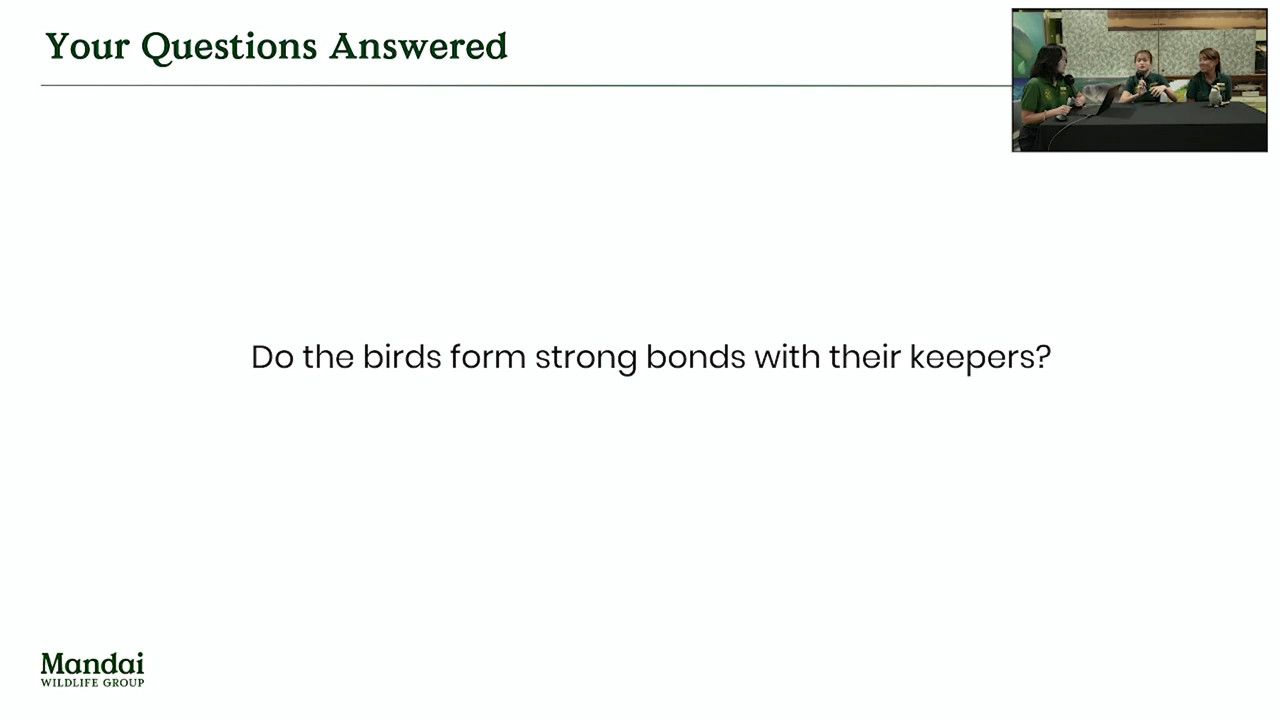 Your Questions Answered
Do the birds form strong bonds with their keepers?
Mandai
WILDLIFE GROUP